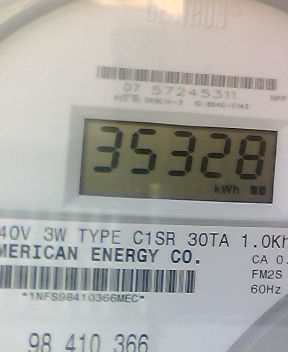 07 57245311
35328
kWh
40V 3W TYPE C1SR 30TA 1.0Kh
MERICAN ENERGY CO.
CA 0.
FM2S
60Hz
*1NFS98410366MEC*
98 410 366